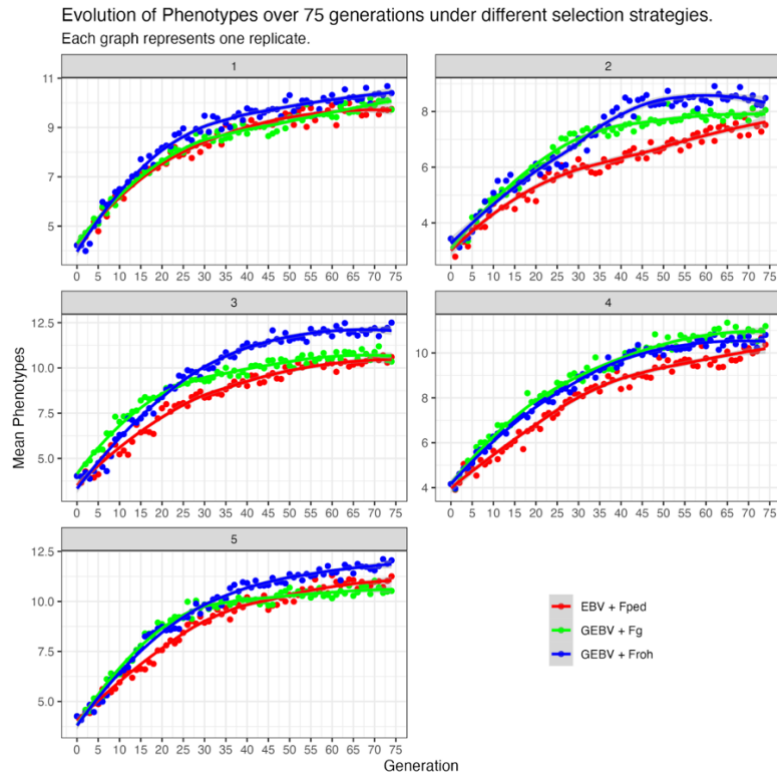 Evolution of Phenotypes over 75 generations under different selection strategies.
Each graph represents one replicate.
1
11
9
7
5
0 5 10 15 20 25 30 35 40 45 50 55 60 65 70 75
2
8
6
4
0 5 10 15 20 25 30 35 40 45 50 55 60 65 70 75
Mean Phenotypes
3
12.5
10.0
7.5
5.0
0 5 10 15 20 25 30 35 40 45 50 55 60 65 70 75
4
10
8
6
4
0 5 10 15 20 25 30 35 40 45 50 55 60 65 70 75
5
12.5
10.0
7.5
5.0
0 5 10 15 20 25 30 35 40 45 50 55 60 65 70 75
EBV + Fped
GEBV + Fg
GEBV + Froh
Generation